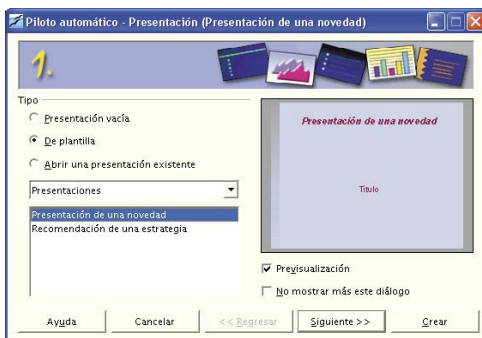 Piloto automático - Presentación (Presentación de una novedad)
1.
Tipo
Presentación vacía
De plantilla
Abrir una presentación existente
Presentaciones
Presentación de una novedad
Recomendación de una estrategia
Presentación de una novedad
Título
Previsualización
No mostrar más este diálogo
Ayuda
Cancelar
<< Regresar
Siguiente >>
Crear